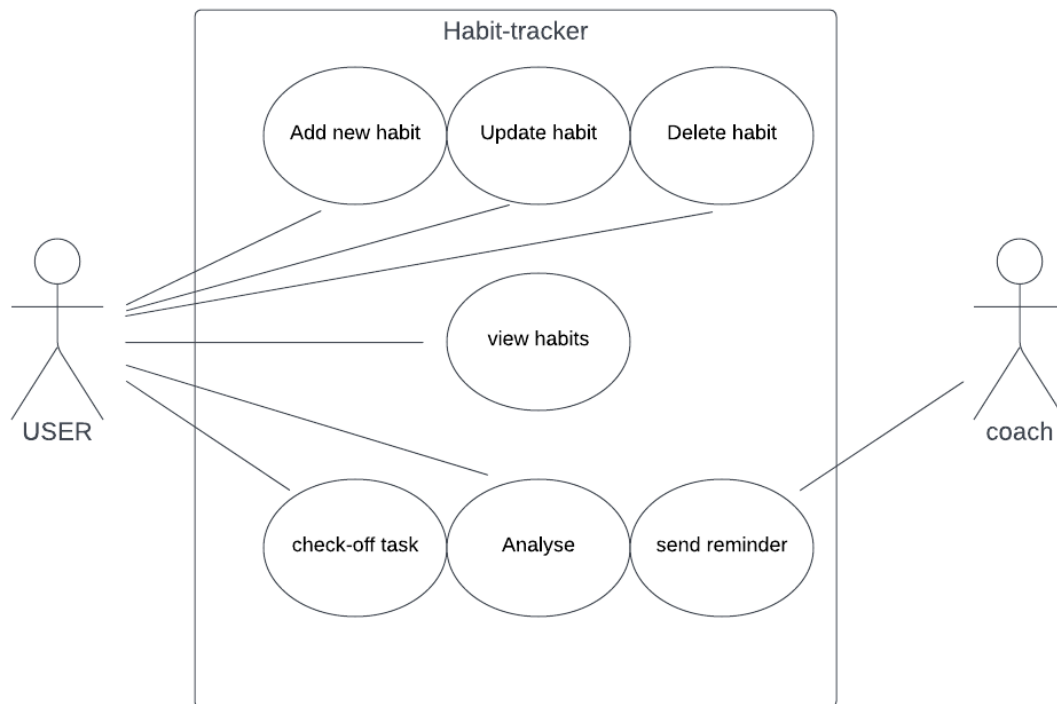 Habit-tracker
Add new habit
Update habit
Delete habit
view habits
USER
coach
check-off task
Analyse
send reminder